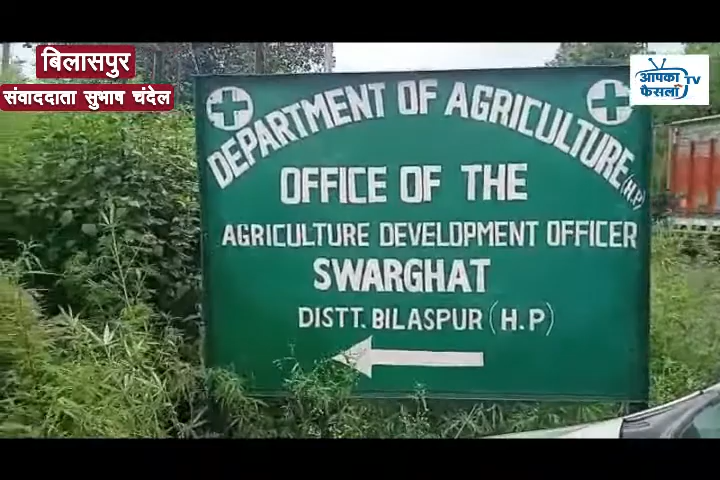 बिलासपुर
संवाददाता सुभाष चंदेल
आपका
फैसला TV
DEPARTMENT OF AGRICULTURE (H.P)
OFFICE OF THE
AGRICULTURE DEVELOPMENT OFFICER
SWARGHAT
DISTT. BILASPUR (H.P)